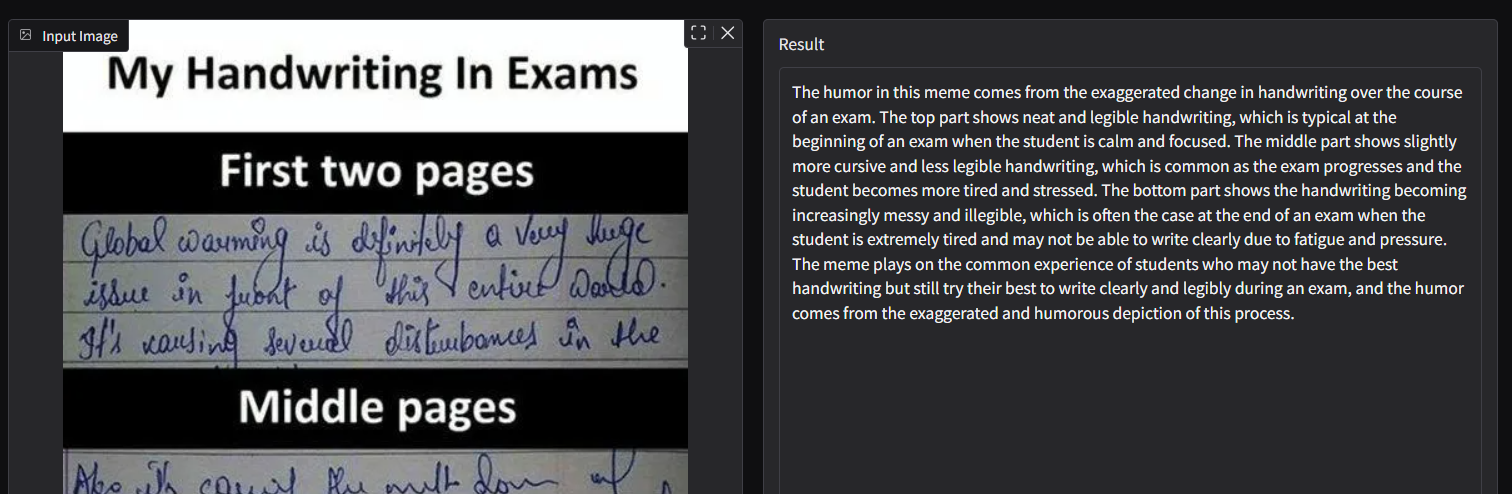 Input Image
My Handwriting In Exams
First two pages
Global warming is definitely a very huge
issue in front of this entire World.
It's causing several disturbances in the
Middle pages
Also
the melt down of
Result
The humor in this meme comes from the exaggerated change in handwriting over the course
of an exam. The top part shows neat and legible handwriting, which is typical at the
beginning of an exam when the student is calm and focused. The middle part shows slightly
more cursive and less legible handwriting, which is common as the exam progresses and the
student becomes more tired and stressed. The bottom part shows the handwriting becoming
increasingly messy and illegible, which is often the case at the end of an exam when the
student is extremely tired and may not be able to write clearly due to fatigue and pressure.
The meme plays on the common experience of students who may not have the best
handwriting but still try their best to write clearly and legibly during an exam, and the humor
comes from the exaggerated and humorous depiction of this process.